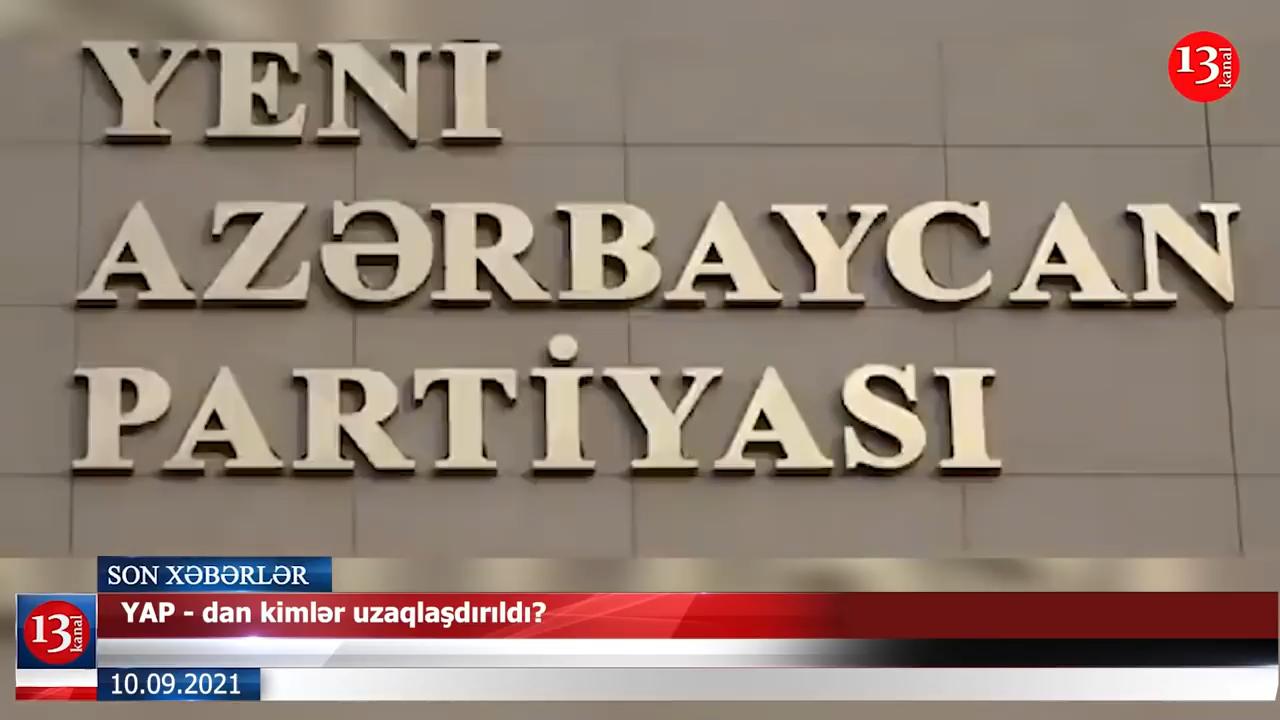 YENİ
AZƏRBAYCAN
PARTİYASI
13
kanal
SON XƏBƏRLƏR
YAP - dan kimlər uzaqlaşdırıldı?
13
kanal
10.09.2021